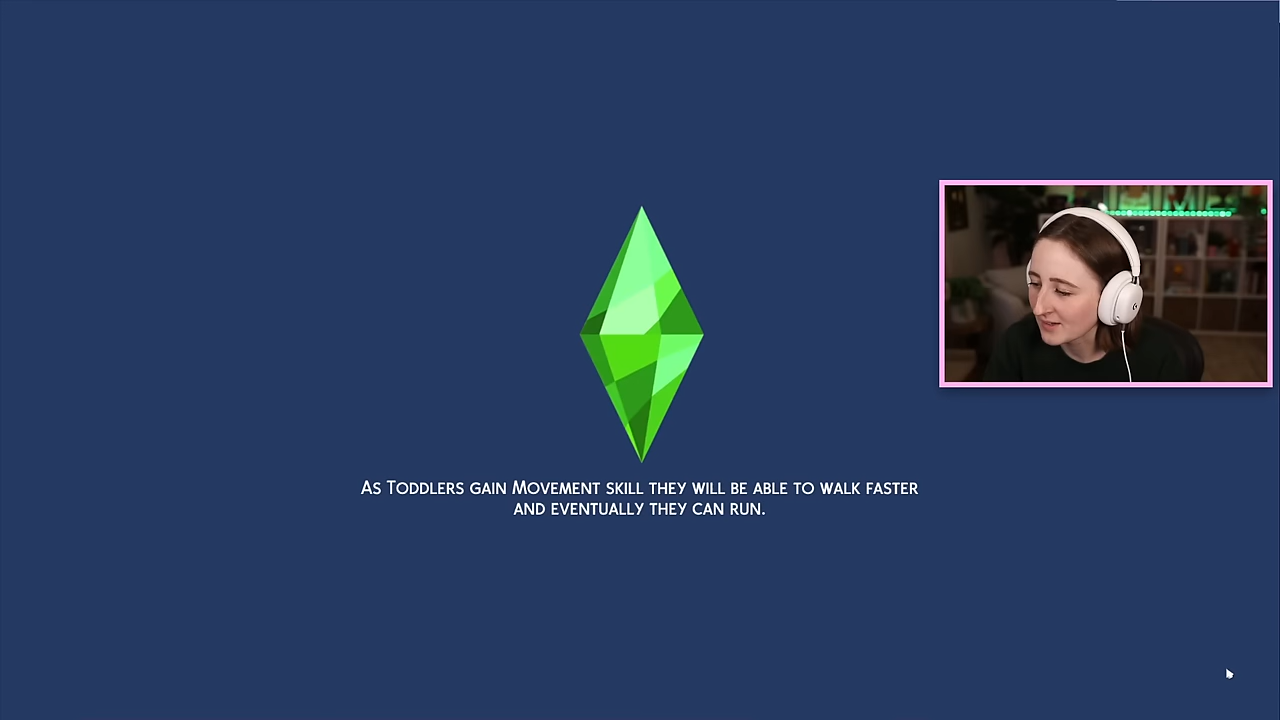 As Toddlers gain Movement skill they will be able to walk faster
and eventually they can run.